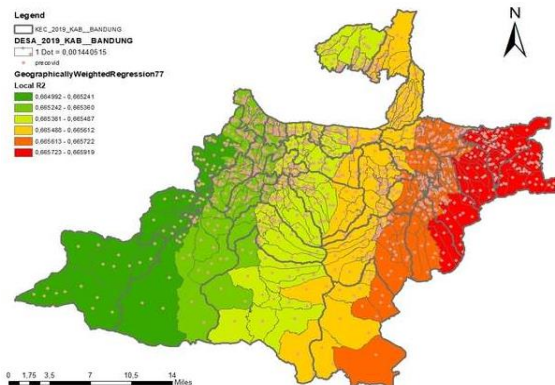 Legend
KEC_2019_KAB__BANDUNG
DESA_2019_KAB__BANDUNG
1 Dot = 0,001440515
precovid
GeographicallyWeightedRegression77
Local R2
0,664992 - 0,665241
0,665242 - 0,665360
0,665361 - 0,665487
0,665488 - 0,665612
0,665613 - 0,665722
0,665723 - 0,665919
N
0 1.75 3.5 7 10.5 14
Miles